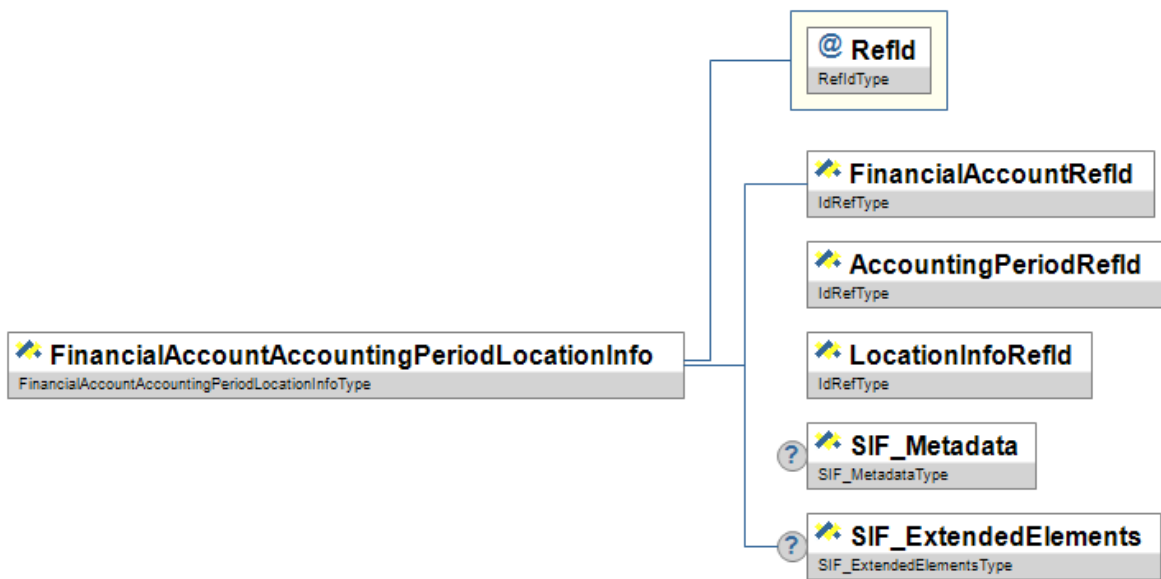 @ RefId
RefIdType
FinancialAccountRefId
IdRefType
AccountingPeriodRefId
IdRefType
FinancialAccountAccountingPeriodLocationInfo
FinancialAccountAccountingPeriodLocationInfoType
LocationInfoRefId
IdRefType
? SIF_Metadata
SIF_MetadataType
? SIF_ExtendedElements
SIF_ExtendedElementsType